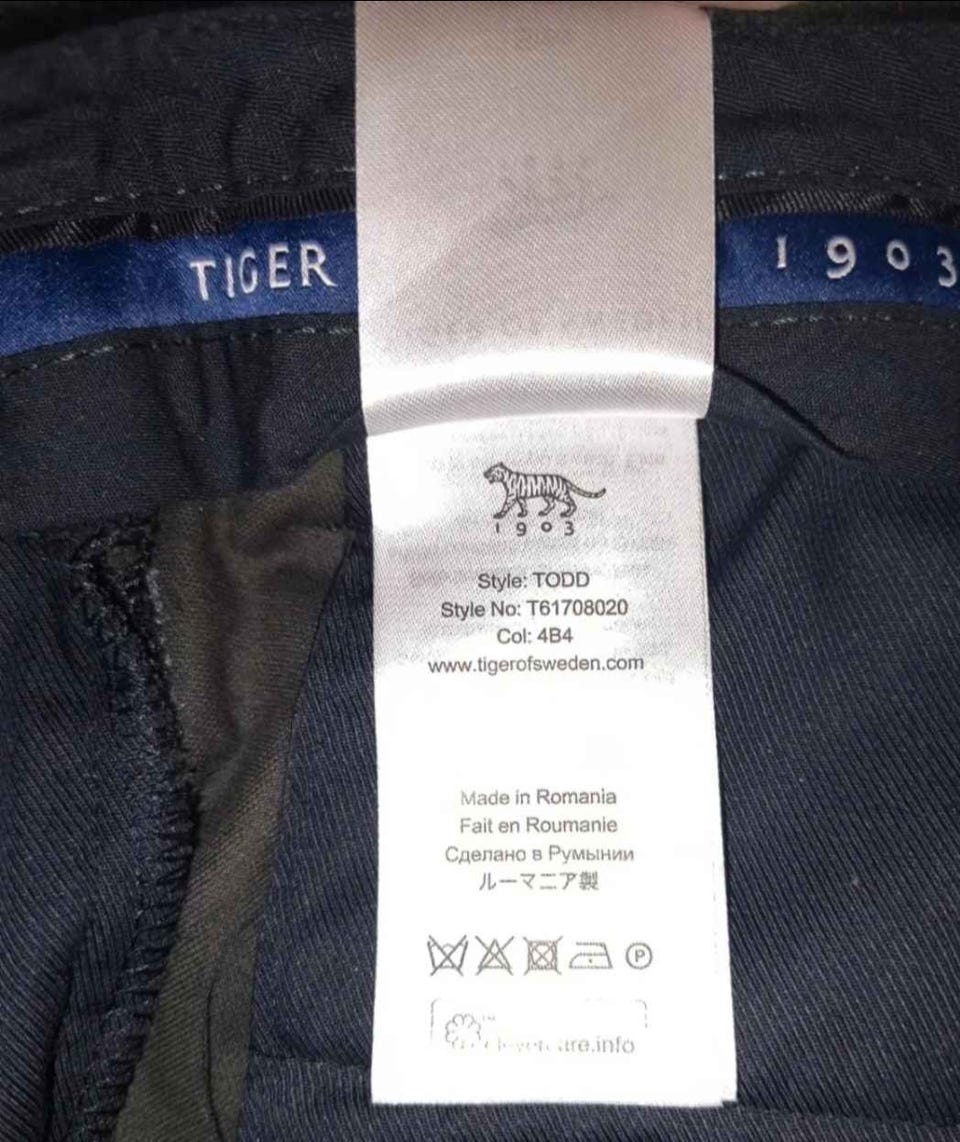 TIGER
1903
1903
Style: TODD
Style No: T61708020
Col: 4B4
www.tigerofsweden.com
Made in Romania
Fait en Roumanie
Сделано в Румынии
ルーマニア製
P